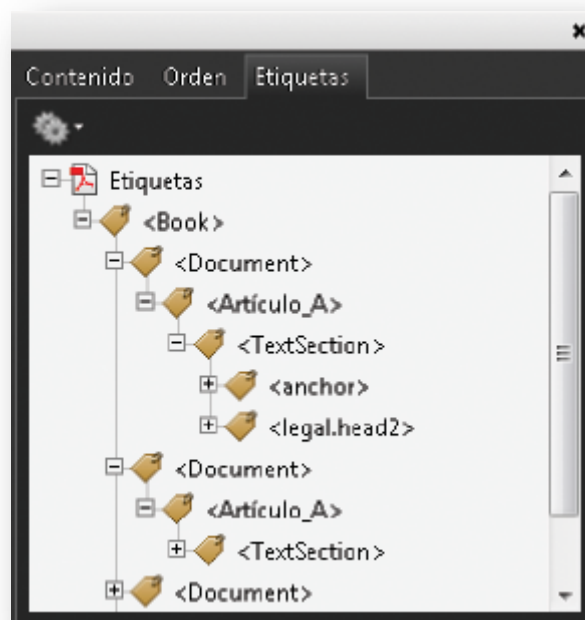 Contenido Orden Etiquetas
Etiquetas
<Book>
<Document>
<Artículo_A>
<TextSection>
<anchor>
<legal.head2>
<Document>
<Artículo_A>
<TextSection>
<Document>